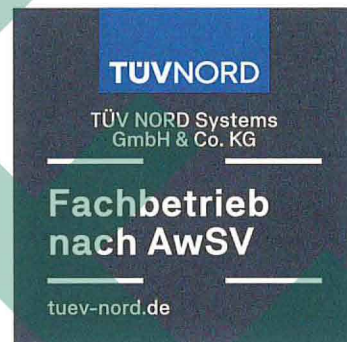 TÜVNORD
TÜV NORD Systems
GmbH & Co. KG
Fachbetrieb
nach AwSV
tuev-nord.de